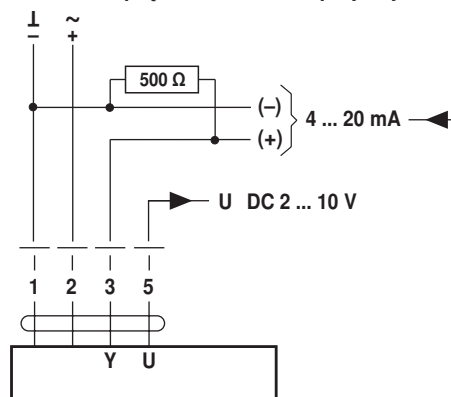 ⊥ ~
– +
500 Ω
(–)
(+)
4 ... 20 mA
U DC 2 ... 10 V
1 2 3 5
Y U